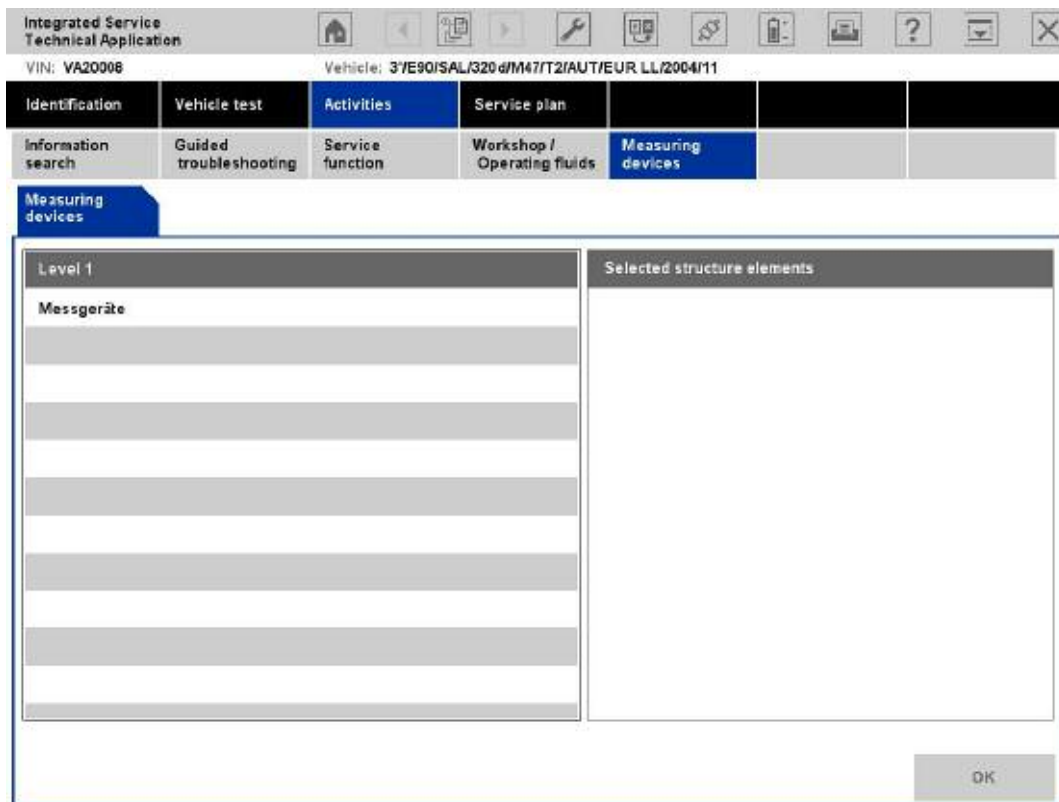 Integrated Service
Technical Application
?
VIN: VA20008
Vehicle: 3'/E90/SAL/320d/M47/T2/AUT/EUR LL/2004/11
Identification
Vehicle test
Activities
Service plan
Information
search
Guided
troubleshooting
Service
function
Workshop /
Operating fluids
Measuring
devices
Measuring
devices
Level 1
Selected structure elements
Messgeräte
OK